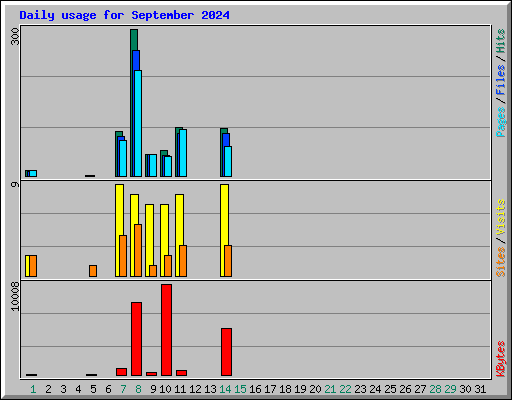 Daily usage for September 2024
300
9
10008
Pages/Files/Hits
Sites/Visits
KBytes
1 2 3 4 5 6 7 8 9 10 11 12 13 14 15 16 17 18 19 20 21 22 23 24 25 26 27 28 29 30 31